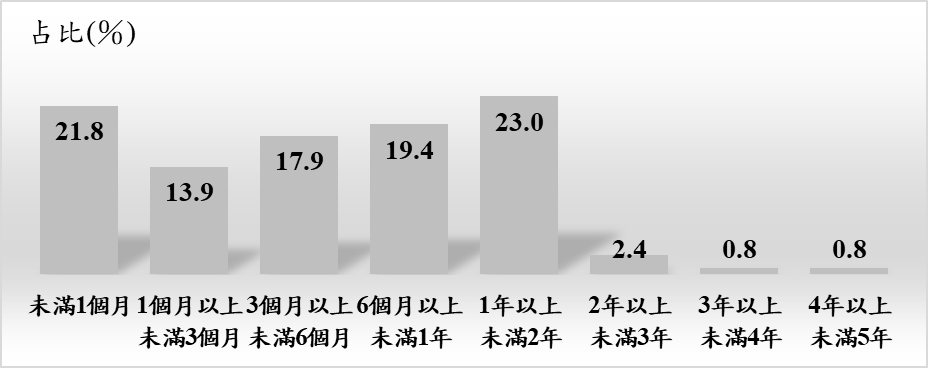 占比(%)
21.8
13.9
17.9
19.4
23.0
2.4
0.8
0.8
未滿1個月
1個月以上
未滿3個月
3個月以上
未滿6個月
6個月以上
未滿1年
1年以上
未滿2年
2年以上
未滿3年
3年以上
未滿4年
4年以上
未滿5年